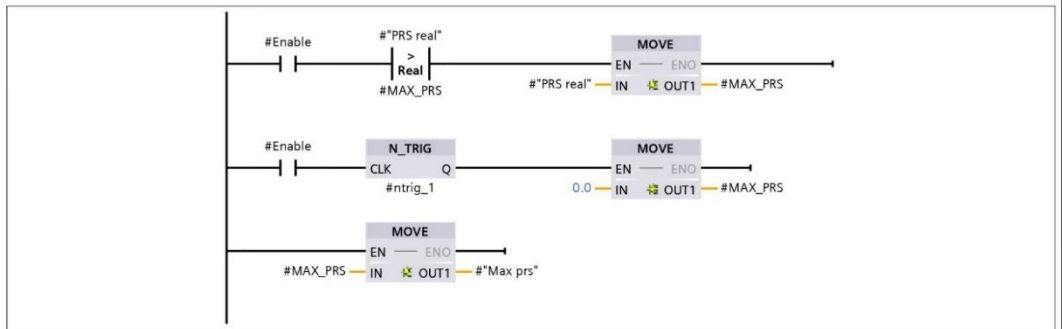 #Enable
#"PRS real"
>
Real
#MAX_PRS
MOVE
EN ENO
#"PRS real" IN OUT1 #MAX_PRS
#Enable
N_TRIG
CLK Q
#ntrig_1
MOVE
EN ENO
0.0 IN OUT1 #MAX_PRS
MOVE
EN ENO
#MAX_PRS IN OUT1 #"Max prs"